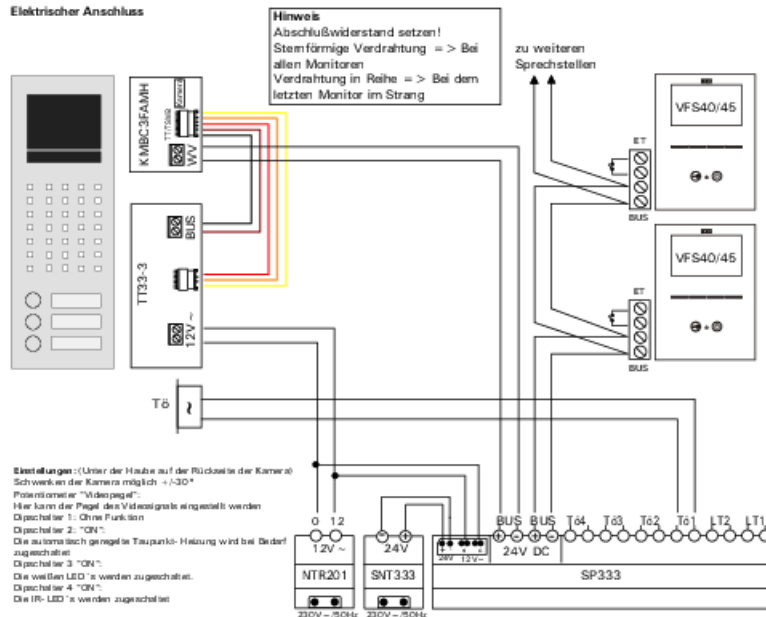 Elektrischer Anschluss
Hinweis
Abschlußwiderstand setzen!
Sternförmige Verdrahtung = > Bei
allen Monitoren
Verdrahtung in Reihe = > Bei dem
letzten Monitor im Strang
zu weiteren
Sprechstellen
KMBC3FAMH
Kamera
WV
VFS40/45
ET
BUS
TT33-3
BUS
12V ~
VFS40/45
ET
BUS
Tö
~
Einstellungen: (Unter der Haube auf der Rückseite der Kamera)
Schwenken der Kamera möglich +/-30°
Potentiometer "Videopegel":
Hier kann der Pegel des Videosignals eingestellt werden
Dipschalter 1: Ohne Funktion
Dipschalter 2: "ON":
Die automatisch geregelte Taupunkt- Heizung wird bei Bedarf
zugeschaltet
Dipschalter 3 "ON":
Die weißen LED´s werden zugeschaltet.
Dipschalter 4 "ON":
Die IR- LED´s werden zugeschaltet
0 12
12V ~
NTR201
230V ~ /50Hz
- +
24V
SNT333
230V ~ /50Hz
24V 12V~
BUS BUS Tö4 Tö3 Tö2 Tö1 LT2 LT1
+ - + -
24V DC
SP333